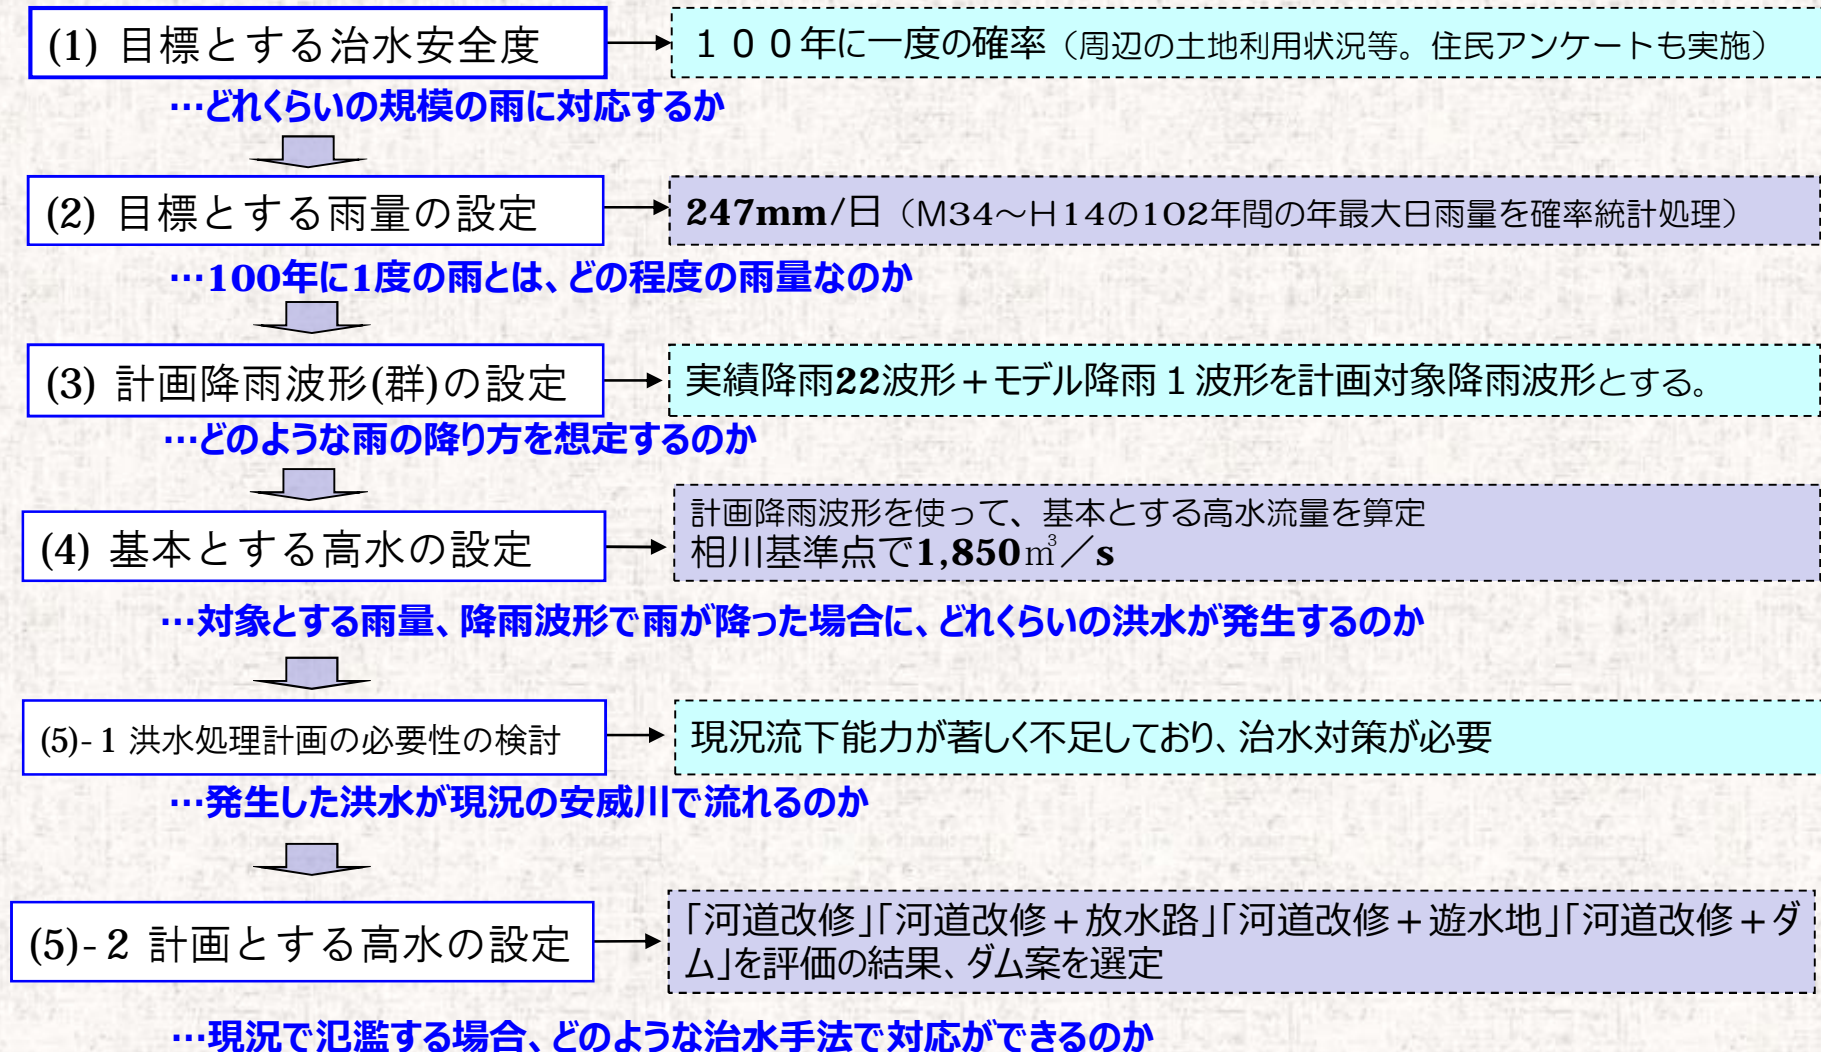 (1) 目標とする治水安全度
１００年に一度の確率（周辺の土地利用状況等。住民アンケートも実施）
…どれくらいの規模の雨に対応するか
(2) 目標とする雨量の設定
247mm/日（M34～H14の102年間の年最大日雨量を確率統計処理）
…100年に1度の雨とは、どの程度の雨量なのか
(3) 計画降雨波形(群)の設定
実績降雨22波形＋モデル降雨１波形を計画対象降雨波形とする。
…どのような雨の降り方を想定するのか
(4) 基本とする高水の設定
計画降雨波形を使って、基本とする高水流量を算定
相川基準点で1,850㎥／s
…対象とする雨量、降雨波形で雨が降った場合に、どれくらいの洪水が発生するのか
(5)-1 洪水処理計画の必要性の検討
現況流下能力が著しく不足しており、治水対策が必要
…発生した洪水が現況の安威川で流れるのか
(5)-2 計画とする高水の設定
「河道改修」「河道改修＋放水路」「河道改修＋遊水地」「河道改修＋ダ
ム」を評価の結果、ダム案を選定
…現況で氾濫する場合、どのような治水手法で対応ができるのか